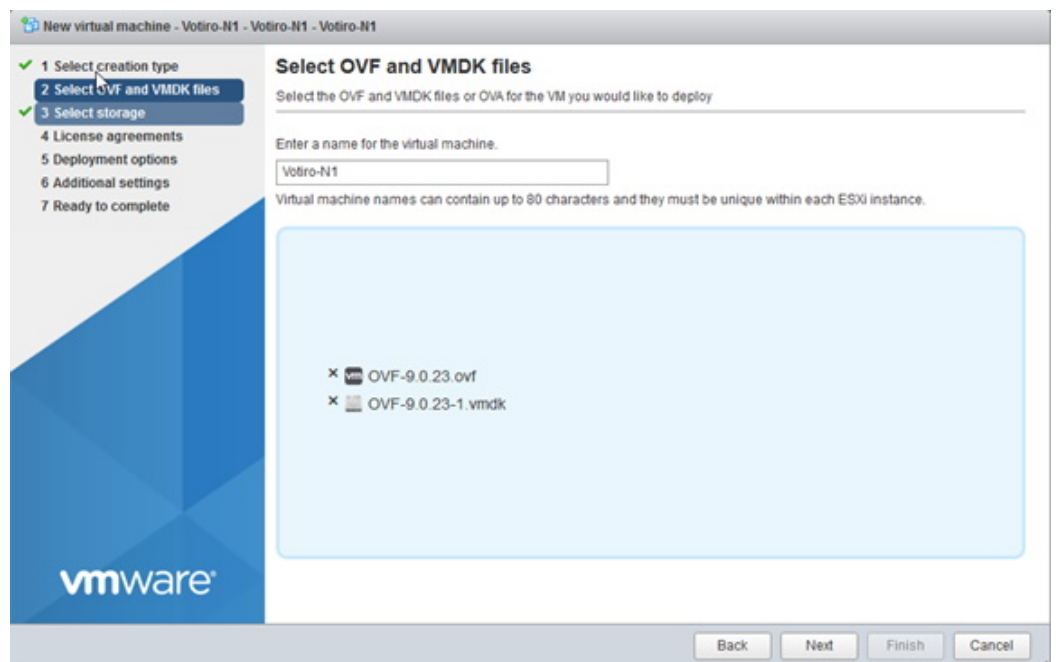 New virtual machine - Votiro-N1 - Votiro-N1 - Votiro-N1
1 Select creation type
2 Select OVF and VMDK files
3 Select storage
4 License agreements
5 Deployment options
6 Additional settings
7 Ready to complete
Select OVF and VMDK files
Select the OVF and VMDK files or OVA for the VM you would like to deploy
Enter a name for the virtual machine.
Votiro-N1
Virtual machine names can contain up to 80 characters and they must be unique within each ESXi instance.
OVF-9.0.23.ovf
OVF-9.0.23-1.vmdk
vmware
Back Next Finish Cancel